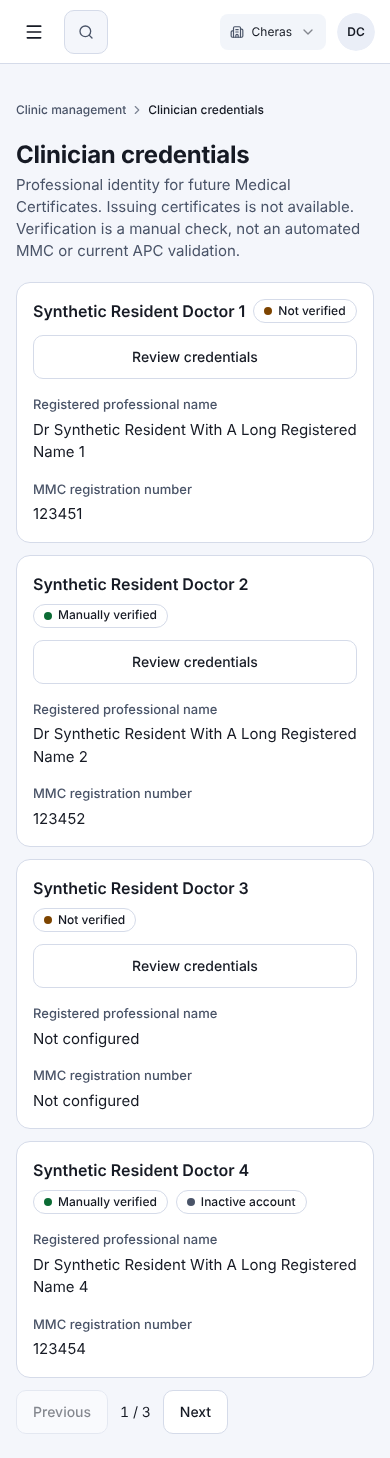 Cheras
DC
Clinic management > Clinician credentials
Clinician credentials
Professional identity for future Medical
Certificates. Issuing certificates is not available.
Verification is a manual check, not an automated
MMC or current APC validation.
Synthetic Resident Doctor 1 Not verified
Review credentials
Registered professional name
Dr Synthetic Resident With A Long Registered
Name 1
MMC registration number
123451
Synthetic Resident Doctor 2
Manually verified
Review credentials
Registered professional name
Dr Synthetic Resident With A Long Registered
Name 2
MMC registration number
123452
Synthetic Resident Doctor 3
Not verified
Review credentials
Registered professional name
Not configured
MMC registration number
Not configured
Synthetic Resident Doctor 4
Manually verified Inactive account
Registered professional name
Dr Synthetic Resident With A Long Registered
Name 4
MMC registration number
123454
Previous 1 / 3 Next